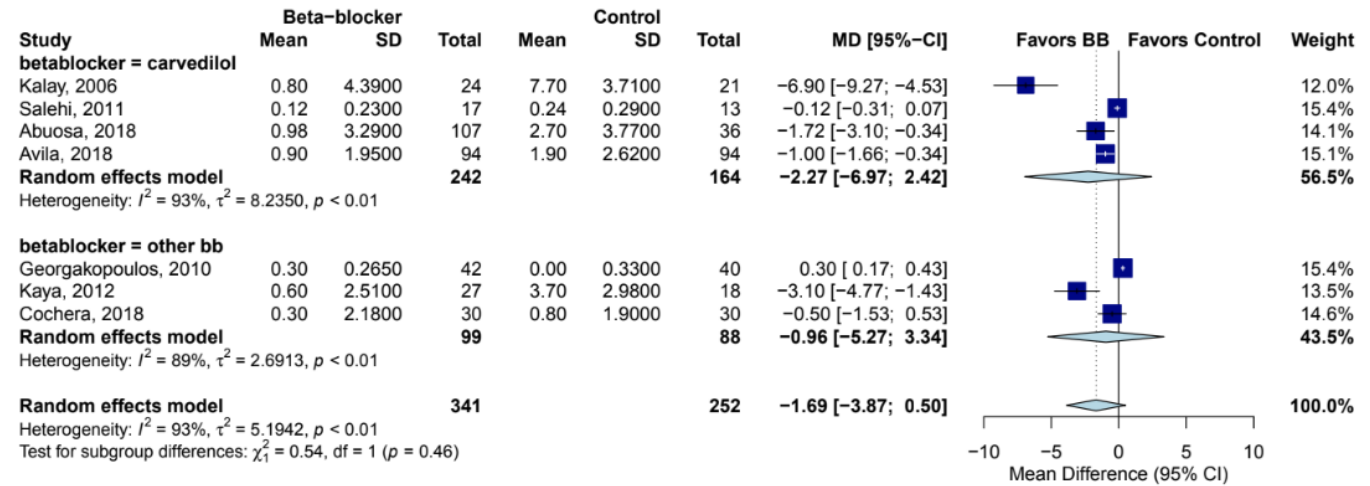 Beta−blocker Control
Study Mean SD Total Mean SD Total MD [95%−CI] Favors BB Favors Control Weight
betablocker = carvedilol
Kalay, 2006 0.80 4.3900 24 7.70 3.7100 21 −6.90 [−9.27; −4.53] 12.0%
Salehi, 2011 0.12 0.2300 17 0.24 0.2900 13 −0.12 [−0.31; 0.07] 15.4%
Abuosa, 2018 0.98 3.2900 107 2.70 3.7700 36 −1.72 [−3.10; −0.34] 14.1%
Avila, 2018 0.90 1.9500 94 1.90 2.6200 94 −1.00 [−1.66; −0.34] 15.1%
Random effects model 242 164 −2.27 [−6.97; 2.42] 56.5%
Heterogeneity: I² = 93%, τ² = 8.2350, p < 0.01
betablocker = other bb
Georgakopoulos, 2010 0.30 0.2650 42 0.00 0.3300 40 0.30 [ 0.17; 0.43] 15.4%
Kaya, 2012 0.60 2.5100 27 3.70 2.9800 18 −3.10 [−4.77; −1.43] 13.5%
Cochera, 2018 0.30 2.1800 30 0.80 1.9000 30 −0.50 [−1.53; 0.53] 14.6%
Random effects model 99 88 −0.96 [−5.27; 3.34] 43.5%
Heterogeneity: I² = 89%, τ² = 2.6913, p < 0.01
Random effects model 341 252 −1.69 [−3.87; 0.50] 100.0%
Heterogeneity: I² = 93%, τ² = 5.1942, p < 0.01
Test for subgroup differences: χ²₁ = 0.54, df = 1 (p = 0.46)
−10 −5 0 5 10
Mean Difference (95% CI)